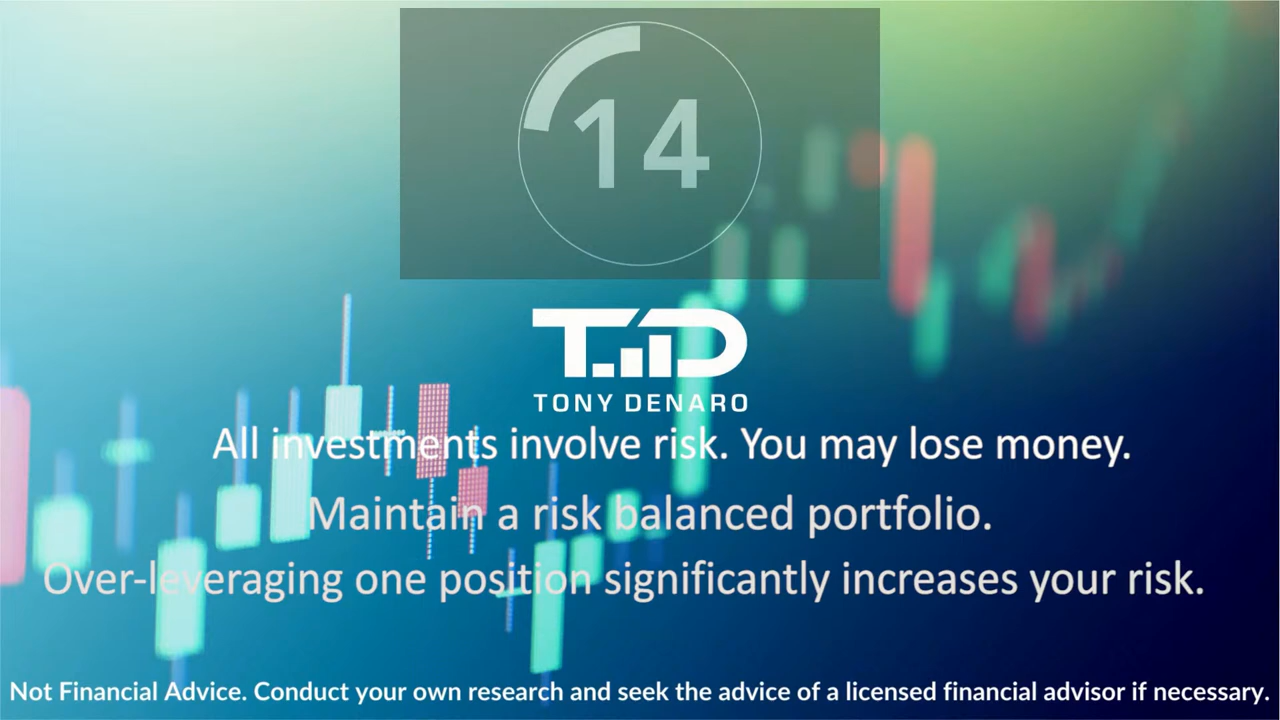 14
TD
TONY DENARO
All investments involve risk. You may lose money.
Maintain a risk balanced portfolio.
Over-leveraging one position significantly increases your risk.
Not Financial Advice. Conduct your own research and seek the advice of a licensed financial advisor if necessary.